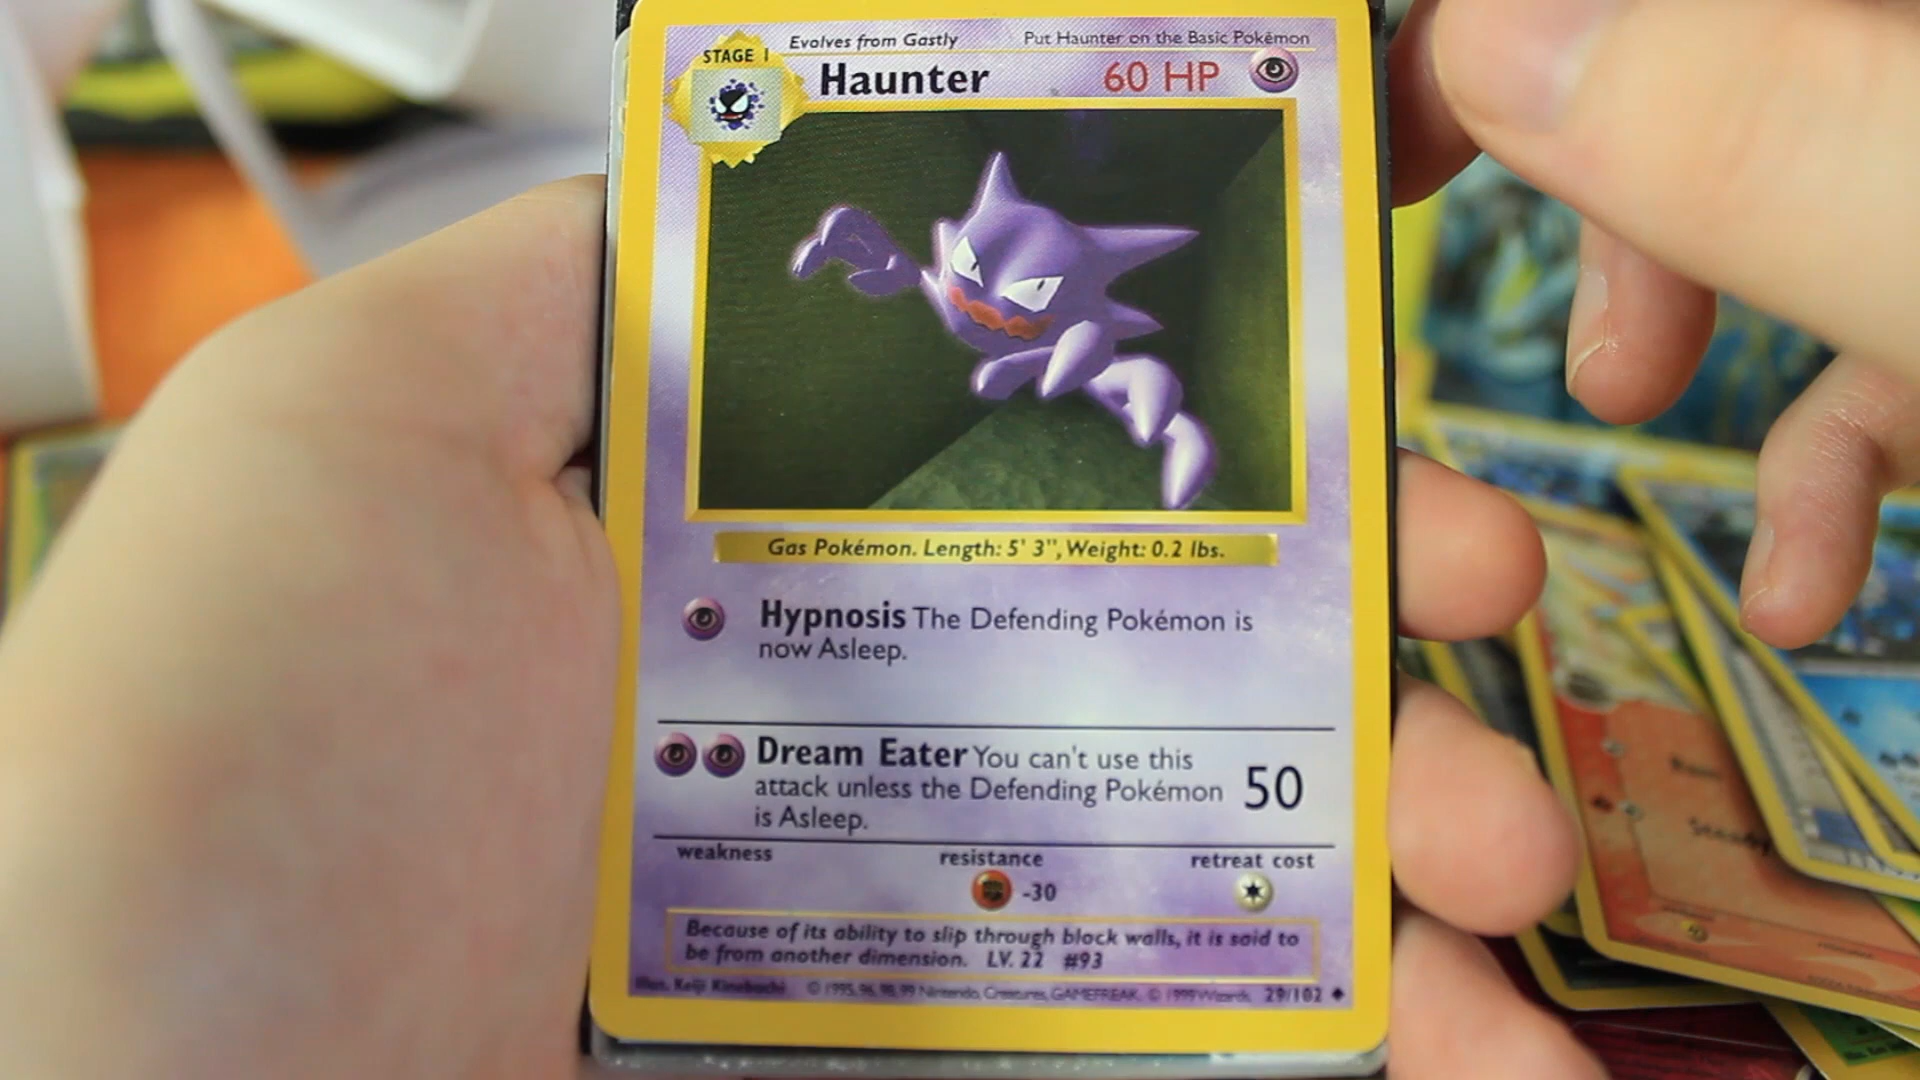 Evolves from Gastly Put Haunter on the Basic Pokémon
STAGE 1
Haunter 60 HP
Gas Pokémon. Length: 5' 3", Weight: 0.2 lbs.
Hypnosis The Defending Pokémon is
now Asleep.
Dream Eater You can't use this
attack unless the Defending Pokémon
is Asleep.
50
weakness resistance retreat cost
-30
Because of its ability to slip through block walls, it is said to
be from another dimension. LV. 22 #93
Illus. Keiji Kinebuchi © 1995, 96, 98, 99 Nintendo, Creatures, GAMEFREAK. © 1999 Wizards. 29/102